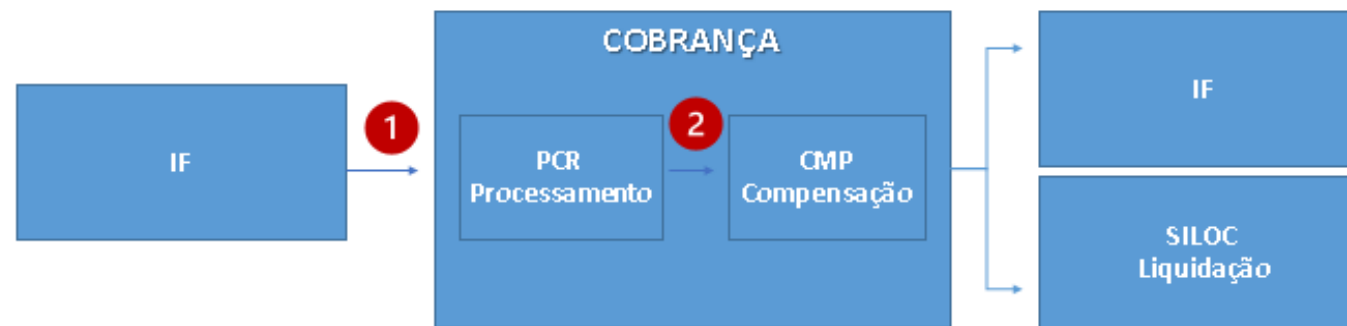 IF
1
COBRANÇA
PCR
Processamento
2
CMP
Compensação
IF
SILOC
Liquidação